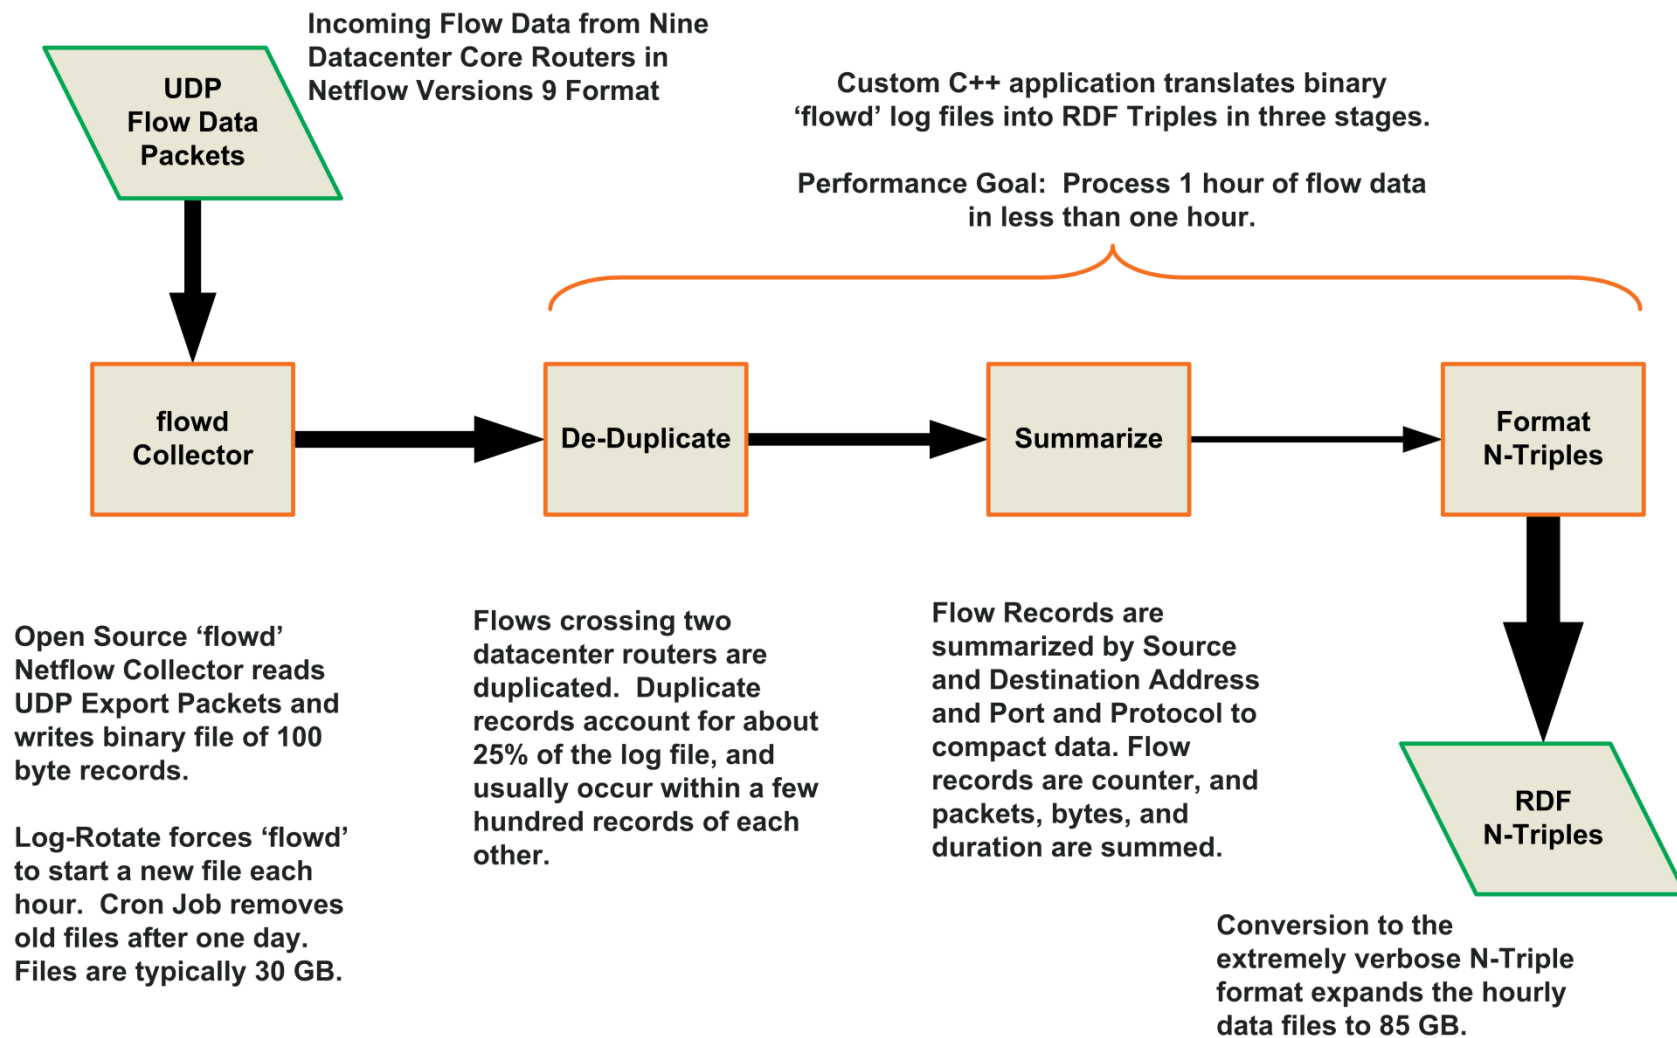 Incoming Flow Data from Nine
Datacenter Core Routers in
Netflow Versions 9 Format
UDP
Flow Data
Packets
Custom C++ application translates binary
‘flowd’ log files into RDF Triples in three stages.
Performance Goal:  Process 1 hour of flow data
in less than one hour.
flowd
Collector
De-Duplicate
Summarize
Format
N-Triples
Open Source ‘flowd’
Netflow Collector reads
UDP Export Packets and
writes binary file of 100
byte records.
Log-Rotate forces ‘flowd’
to start a new file each
hour.  Cron Job removes
old files after one day.
Files are typically 30 GB.
Flows crossing two
datacenter routers are
duplicated.  Duplicate
records account for about
25% of the log file, and
usually occur within a few
hundred records of each
other.
Flow Records are
summarized by Source
and Destination Address
and Port and Protocol to
compact data. Flow
records are counter, and
packets, bytes, and
duration are summed.
RDF
N-Triples
Conversion to the
extremely verbose N-Triple
format expands the hourly
data files to 85 GB.